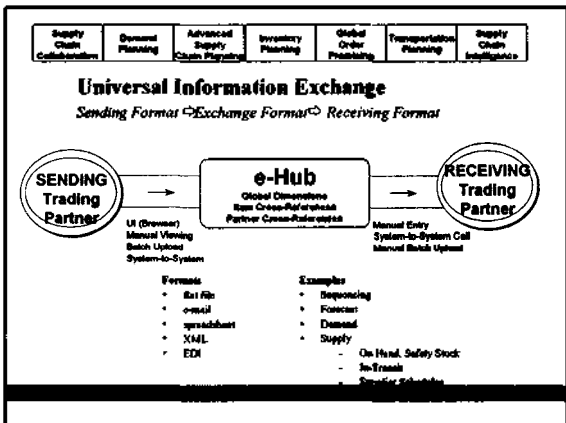 Supply Chain Collaboration
Demand Planning
Advanced Supply Chain Planning
Inventory Planning
Global Order Promising
Transportation Planning
Supply Chain Intelligence
Universal Information Exchange
Sending Format ⇨Exchange Format⇨ Receiving Format
SENDING
Trading
Partner
e-Hub
Global Dimensions
Item Cross-Referenced
Partner Cross-Referenced
RECEIVING
Trading
Partner
UI (Browser)
Manual Viewing
Batch Upload
System-to-System
Manual Entry
System-to-System Call
Manual Batch Upload
Formats
• flat file
• e-mail
• spreadsheet
• XML
• EDI
Examples
• Sequencing
• Forecast
• Demand
• Supply
- On Hand, Safety Stock
- In-Transit
- Supplier Schedules